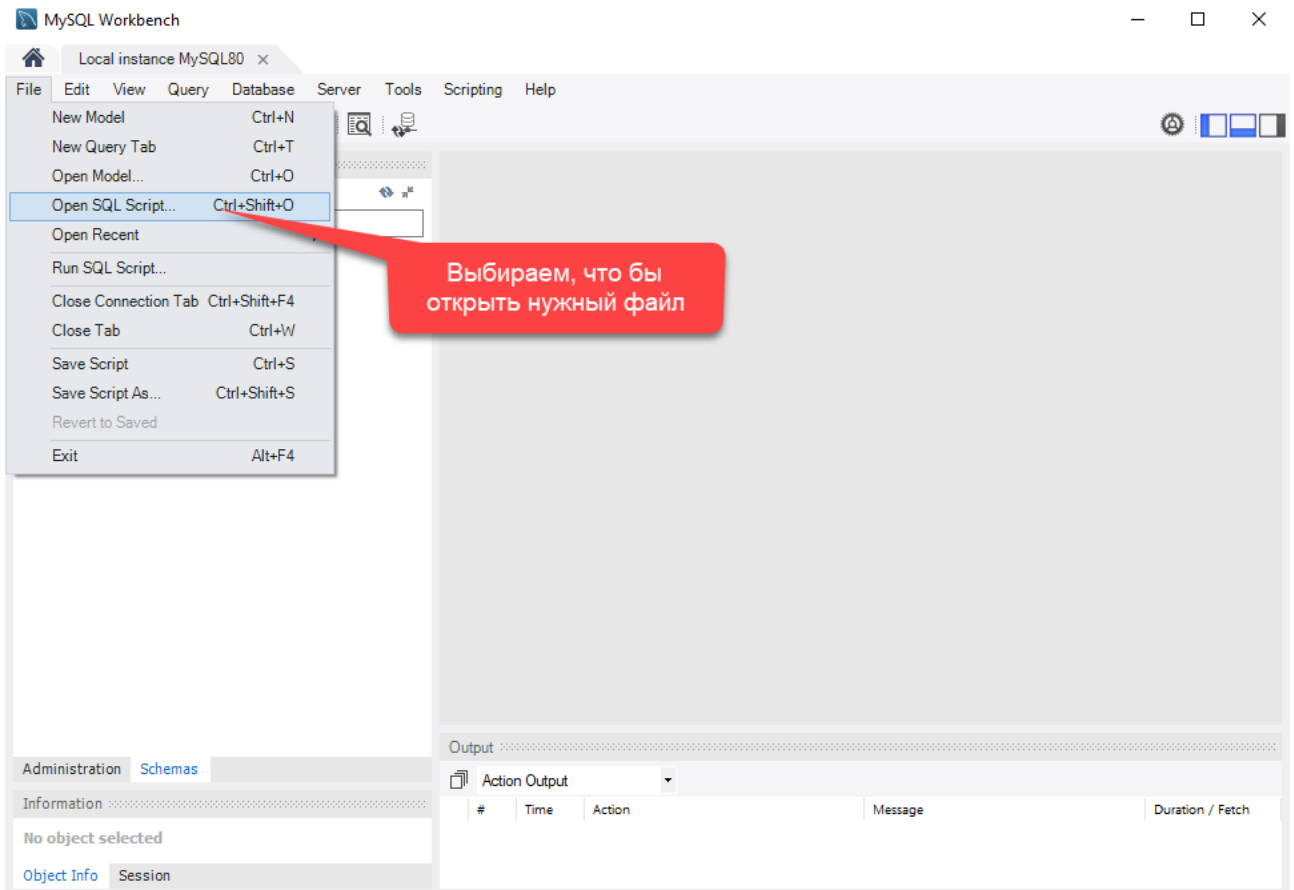 MySQL Workbench
Local instance MySQL80
File Edit View Query Database Server Tools Scripting Help
New Model Ctrl+N
New Query Tab Ctrl+T
Open Model... Ctrl+O
Open SQL Script... Ctrl+Shift+O
Open Recent
Run SQL Script...
Close Connection Tab Ctrl+Shift+F4
Close Tab Ctrl+W
Save Script Ctrl+S
Save Script As... Ctrl+Shift+S
Revert to Saved
Exit Alt+F4
Выбираем, что бы
открыть нужный файл
Administration Schemas
Information
No object selected
Object Info Session
Output
Action Output
# Time Action Message Duration / Fetch